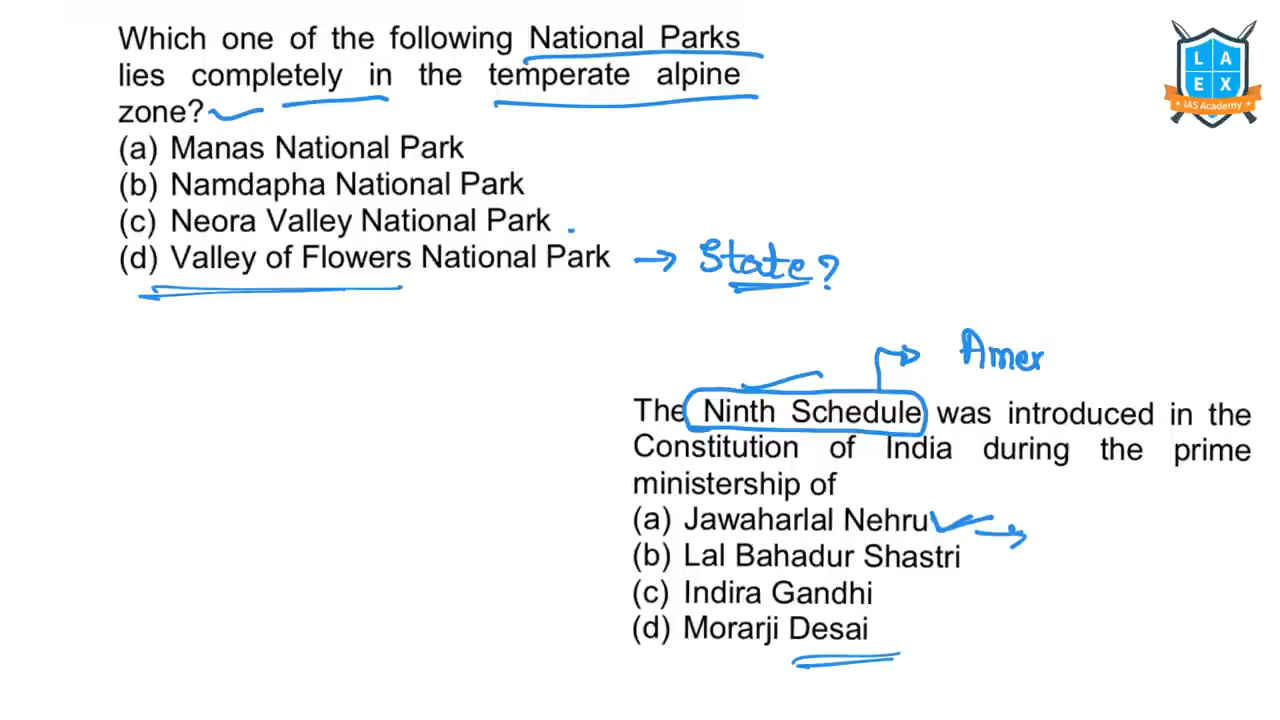 Which one of the following National Parks
lies completely in the temperate alpine
zone?
(a) Manas National Park
(b) Namdapha National Park
(c) Neora Valley National Park
(d) Valley of Flowers National Park → State?
L A
E X
IAS Academy
Amer
The Ninth Schedule was introduced in the
Constitution of India during the prime
ministership of
(a) Jawaharlal Nehru
(b) Lal Bahadur Shastri
(c) Indira Gandhi
(d) Morarji Desai